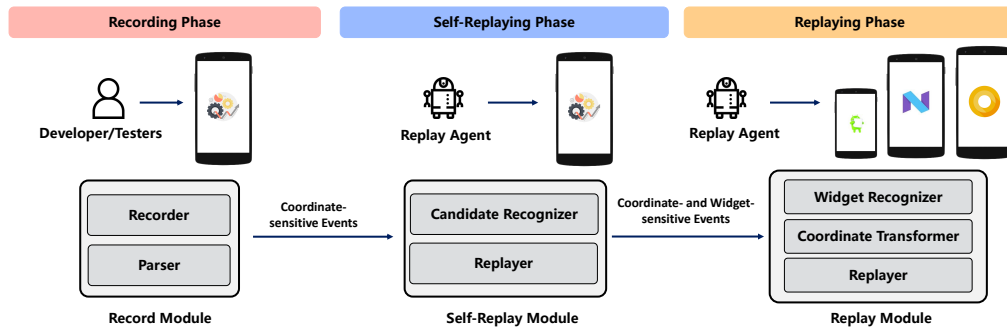 Recording Phase
Self-Replaying Phase
Replaying Phase
Developer/Testers
Replay Agent
Replay Agent
Recorder
Parser
Record Module
Coordinate-
sensitive Events
Candidate Recognizer
Replayer
Self-Replay Module
Coordinate- and Widget-
sensitive Events
Widget Recognizer
Coordinate Transformer
Replayer
Replay Module